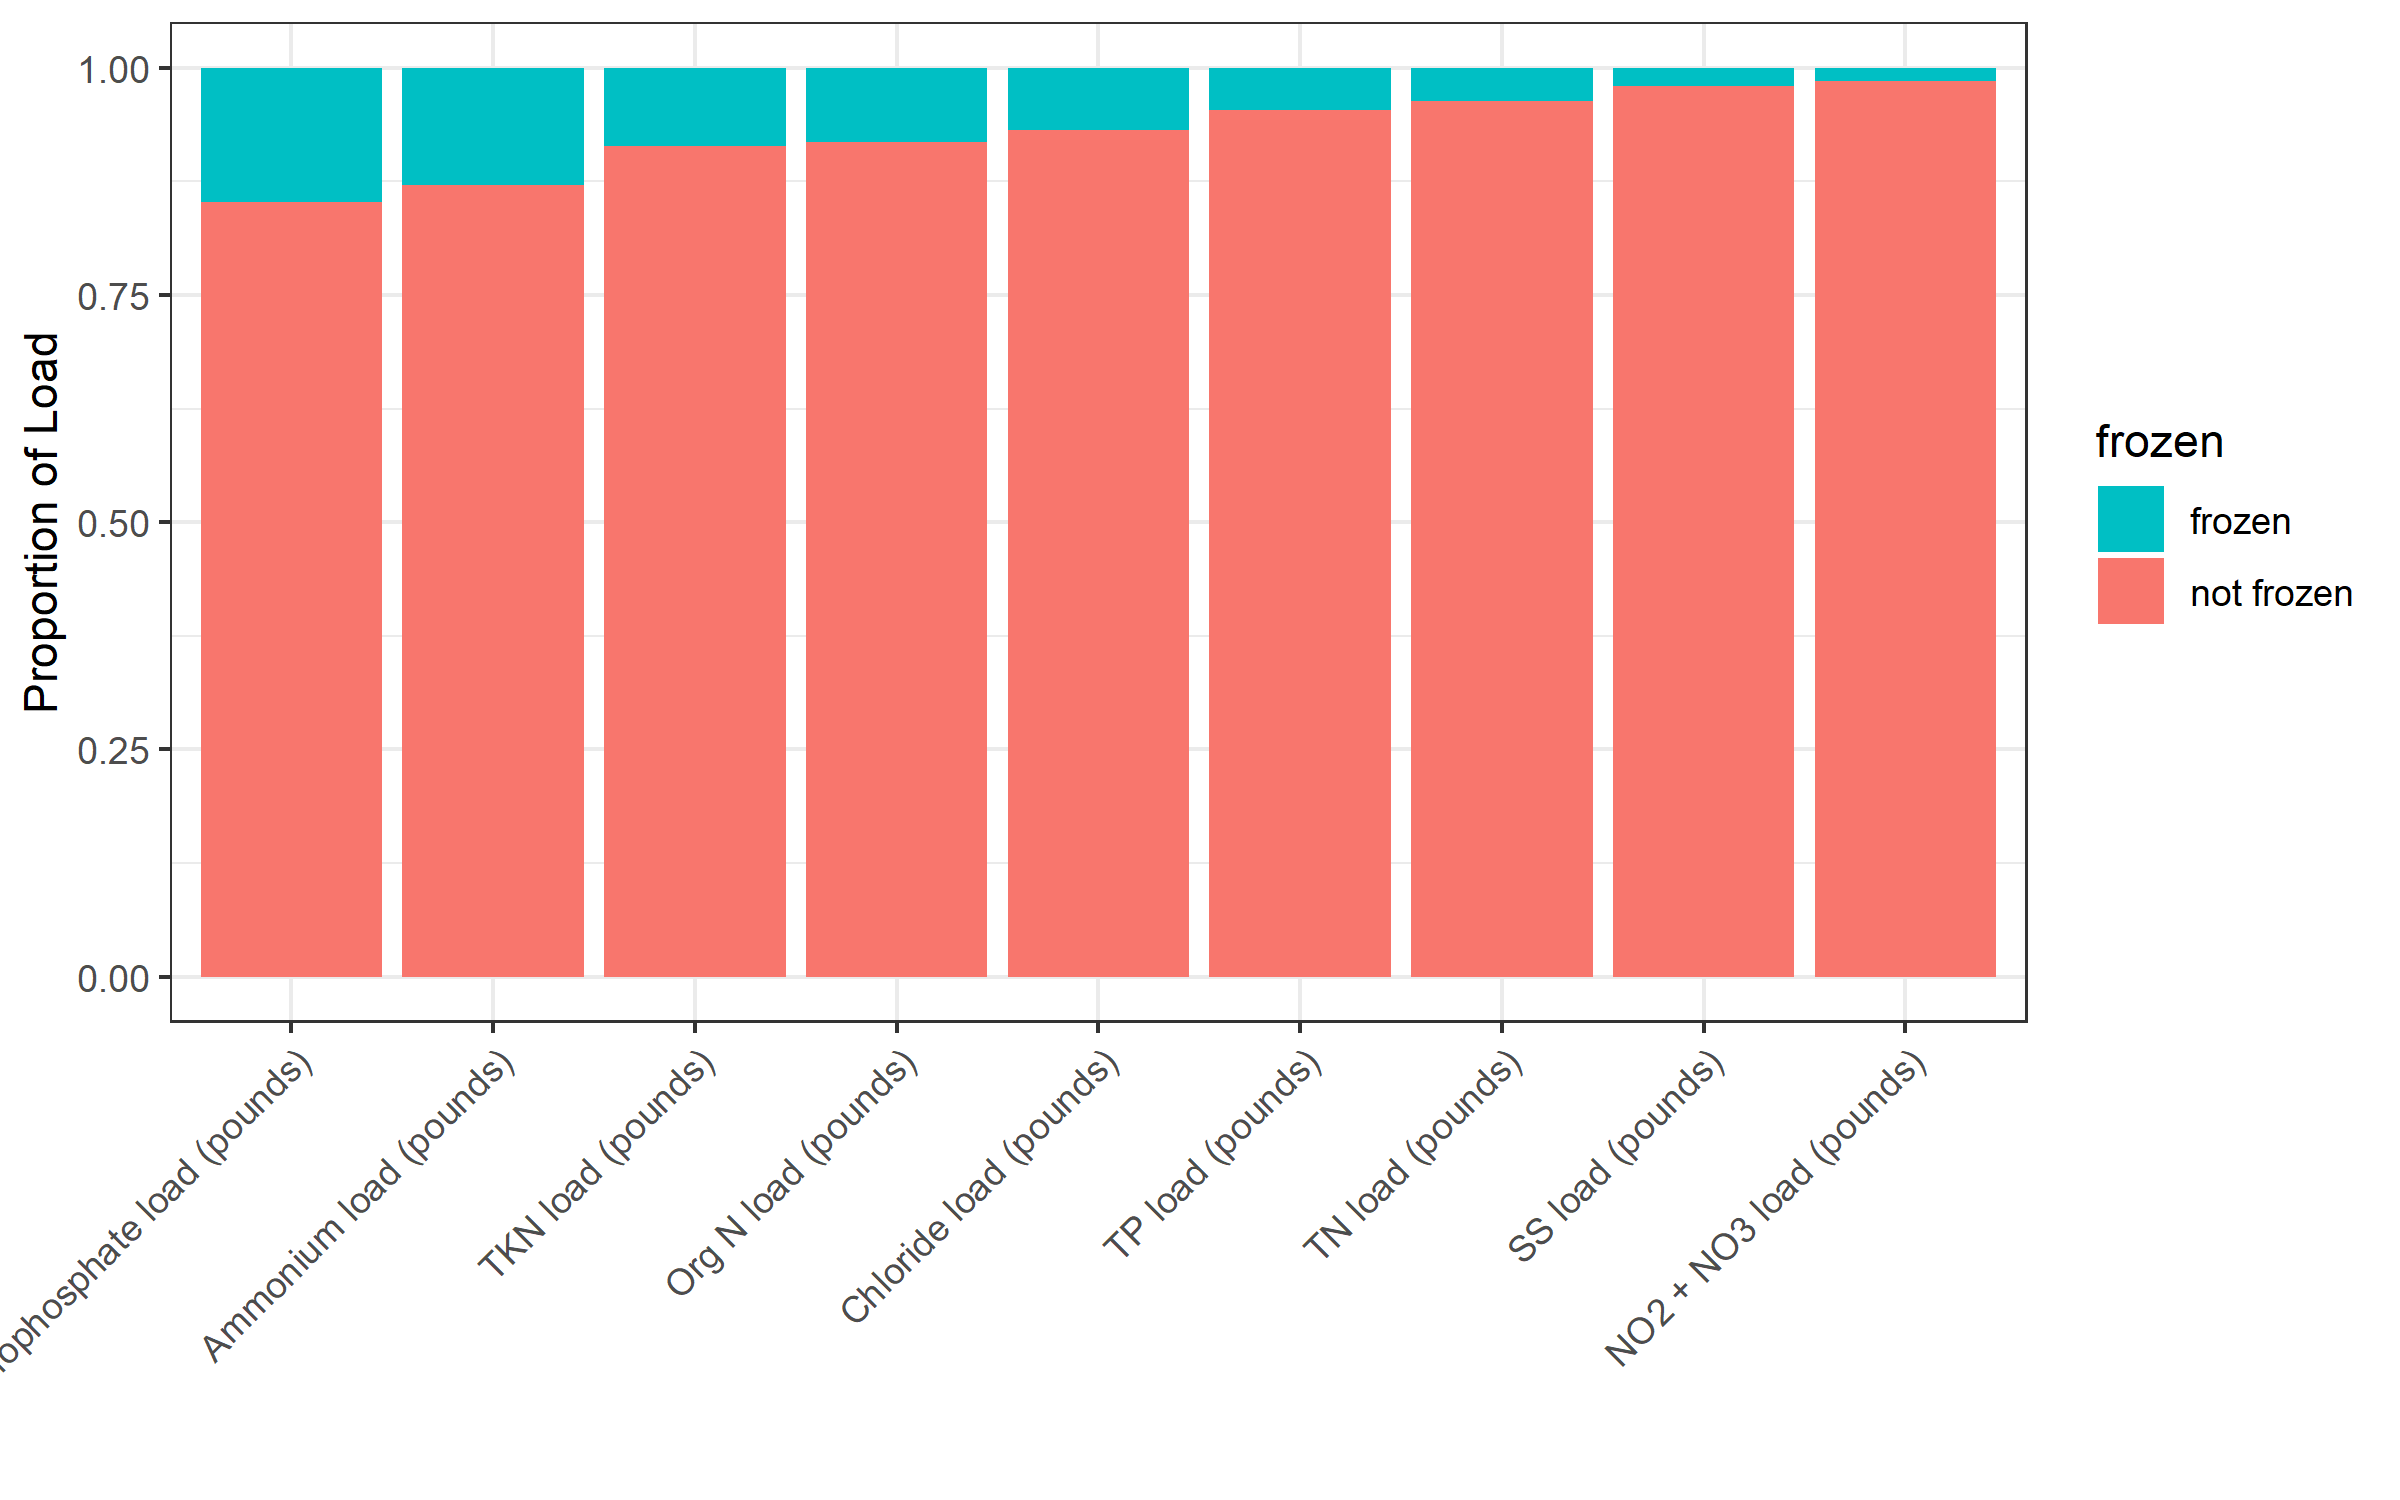 Proportion of Load
1.00
0.75
0.50
0.25
0.00
load (pounds)
Ammonium load (pounds)
TKN load (pounds)
Org N load (pounds)
Chloride load (pounds)
TP load (pounds)
TN load (pounds)
SS load (pounds)
NO2 + NO3 load (pounds)
frozen
frozen
not frozen